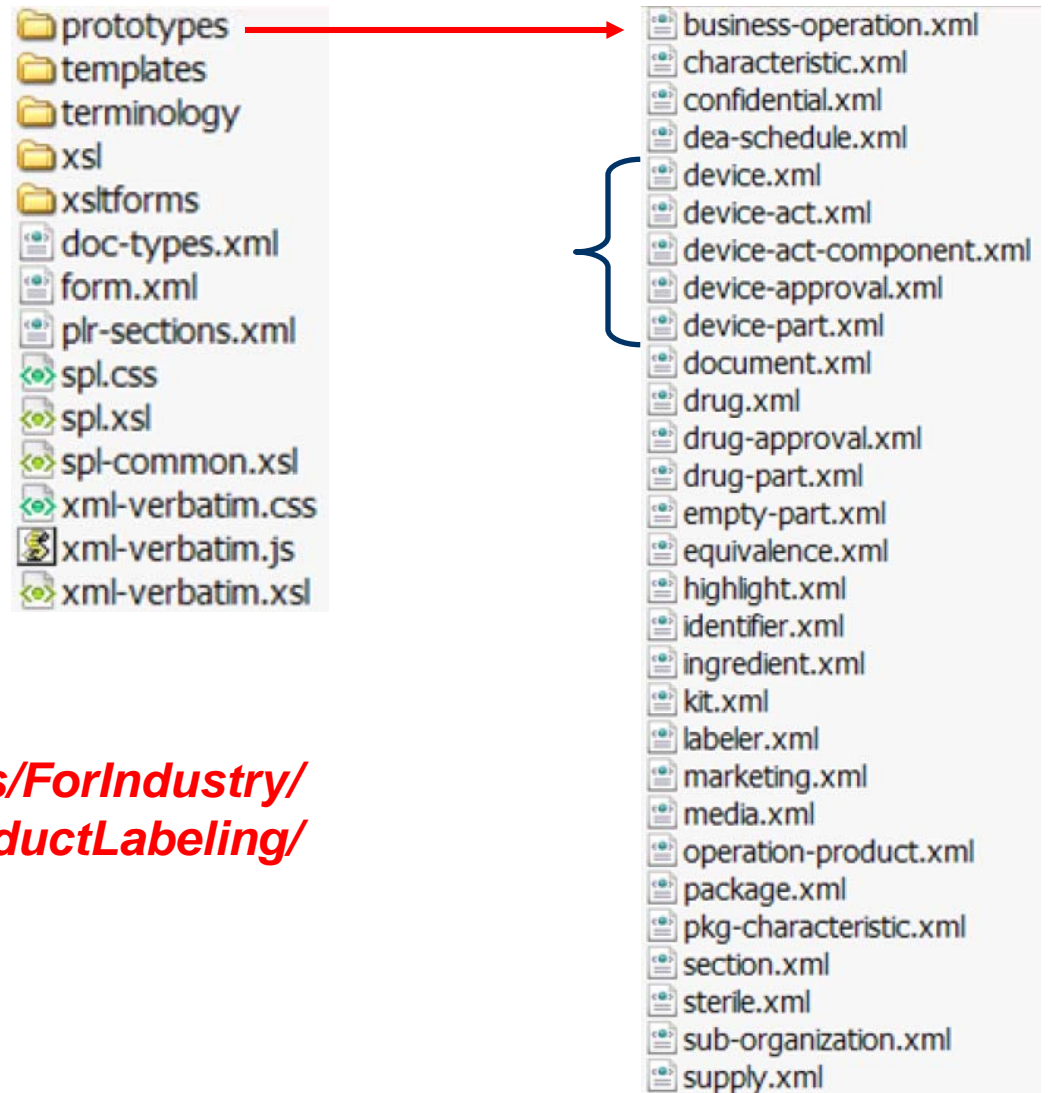 prototypes
templates
terminology
xsl
xsltforms
doc-types.xml
form.xml
plr-sections.xml
spl.css
spl.xsl
spl-common.xsl
xml-verbatim.css
xml-verbatim.js
xml-verbatim.xsl
s/ForIndustry/
ductLabeling/
business-operation.xml
characteristic.xml
confidential.xml
dea-schedule.xml
device.xml
device-act.xml
device-act-component.xml
device-approval.xml
device-part.xml
document.xml
drug.xml
drug-approval.xml
drug-part.xml
empty-part.xml
equivalence.xml
highlight.xml
identifier.xml
ingredient.xml
kit.xml
labeler.xml
marketing.xml
media.xml
operation-product.xml
package.xml
pkg-characteristic.xml
section.xml
sterile.xml
sub-organization.xml
supply.xml